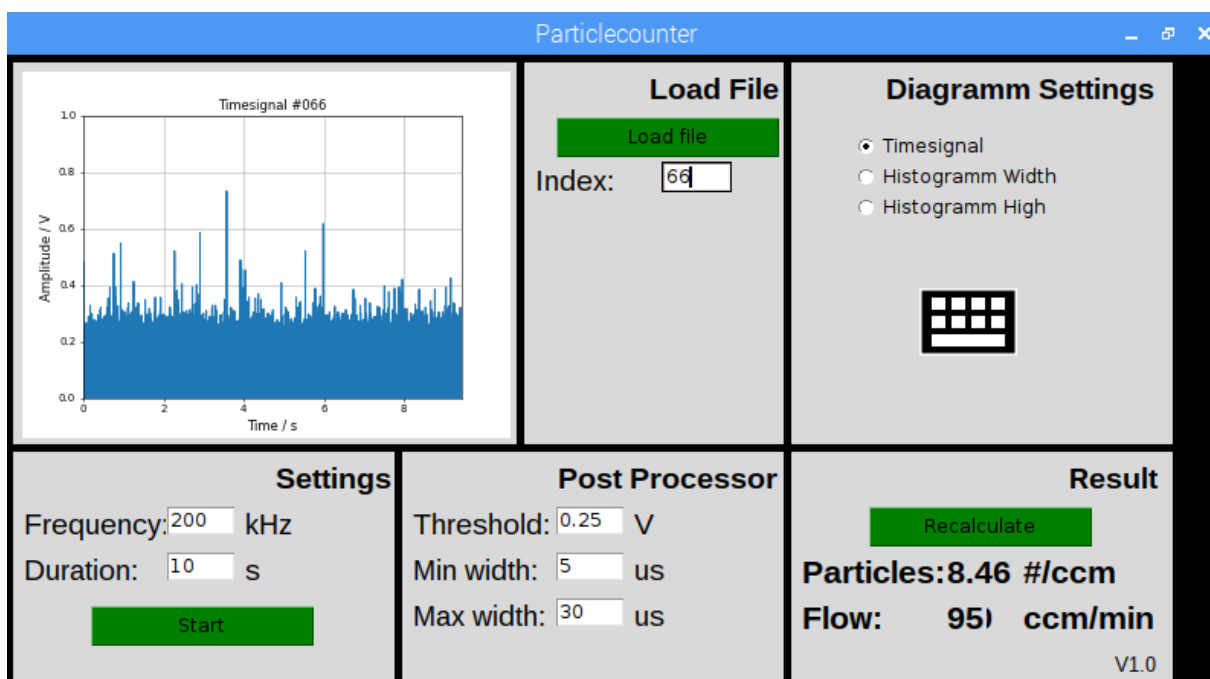 Particlecounter
Timesignal #066
1.0
0.8
0.6
0.4
0.2
0.0
Amplitude / V
0 2 4 6 8
Time / s
Load File
Load file
Index: 66
Diagramm Settings
Timesignal
Histogramm Width
Histogramm High
Settings
Frequency: 200 kHz
Duration: 10 s
Start
Post Processor
Threshold: 0.25 V
Min width: 5 us
Max width: 30 us
Result
Recalculate
Particles: 8.46 #/ccm
Flow: ccm/min
V1.0